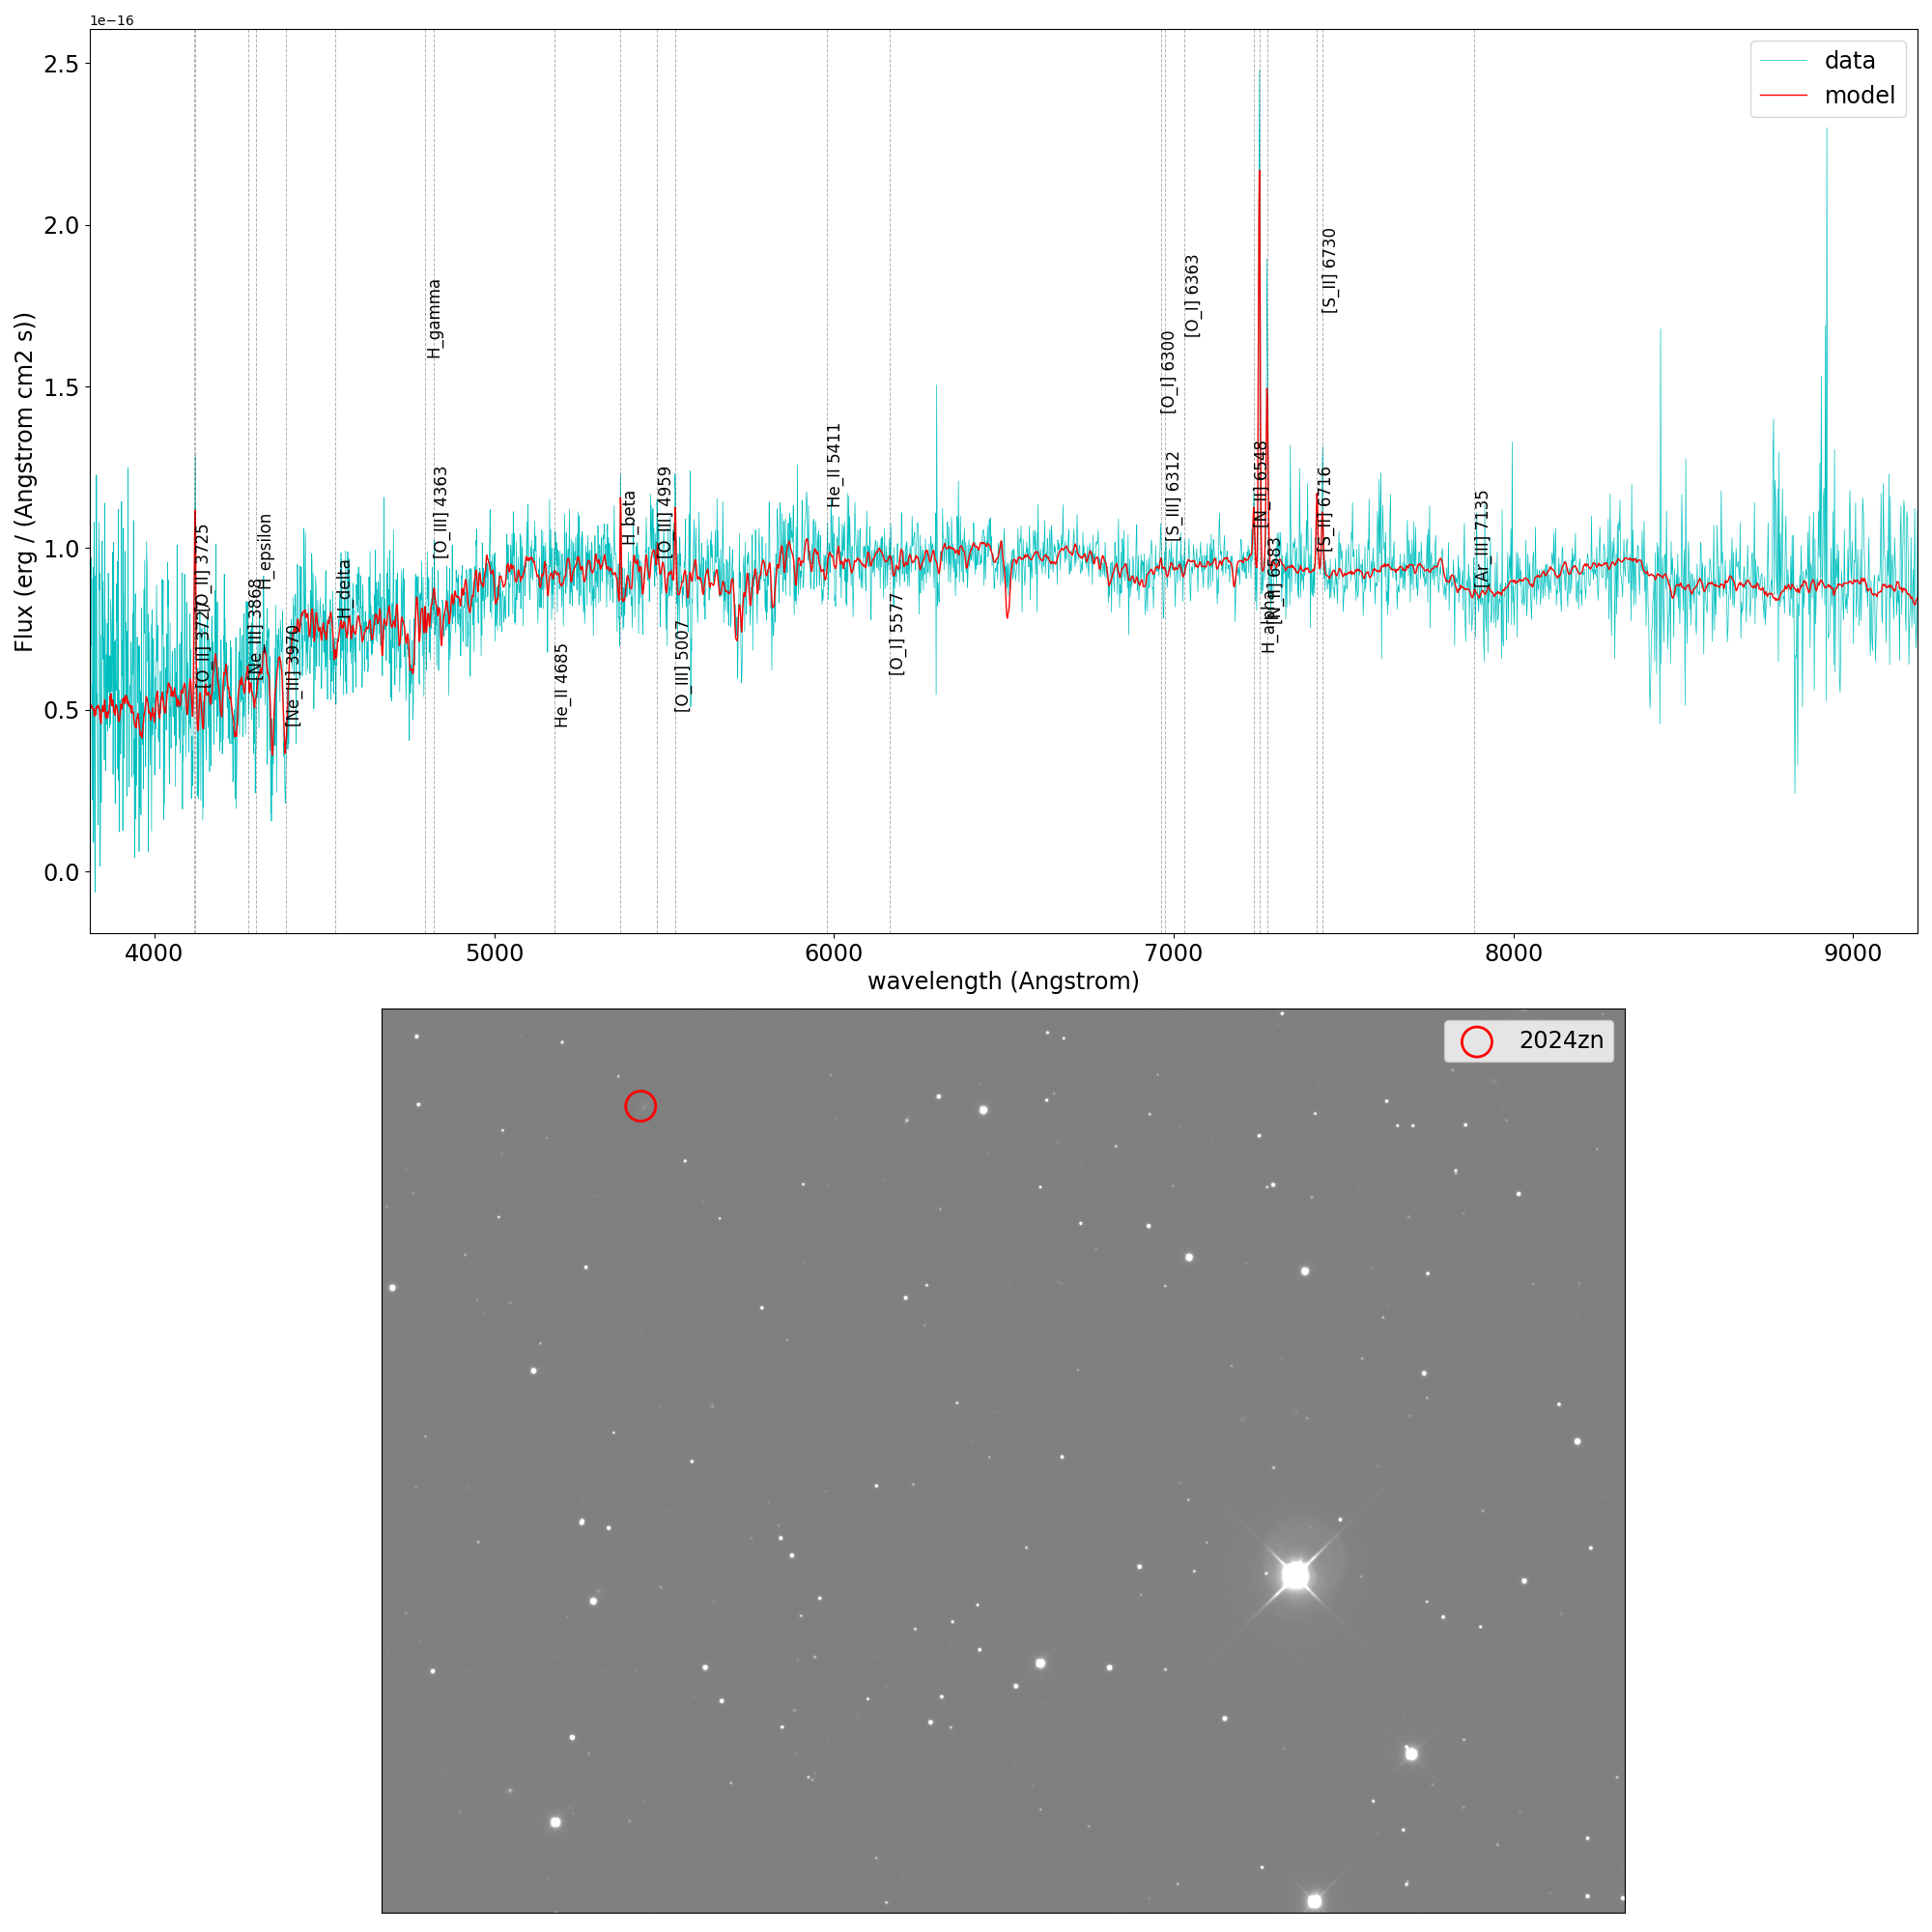 1e−16
data
model
Flux (erg / (Angstrom cm2 s))
2.5
2.0
1.5
1.0
0.5
0.0
[O_II] 3725
[O_II] 3727
[Ne_III] 3868
H_epsilon
[Ne_III] 3970
H_delta
H_gamma
[O_III] 4363
He_II 4685
H_beta
[O_III] 4959
[O_III] 5007
He_II 5411
[O_I] 5577
[O_I] 6300
[S_III] 6312
[O_I] 6363
[N_II] 6548
H_alpha
[N_II] 6583
[S_II] 6716
[S_II] 6730
[Ar_III] 7135
4000
5000
6000
7000
8000
9000
wavelength (Angstrom)
2024zn